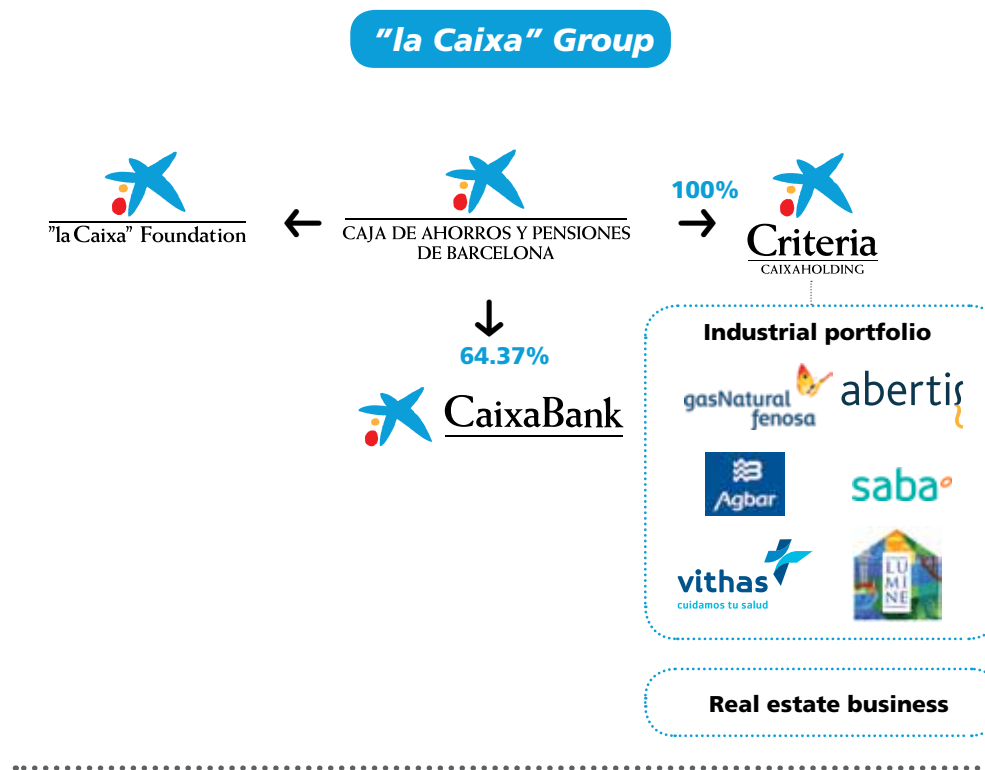 "la Caixa" Group
"la Caixa" Foundation
CAJA DE AHORROS Y PENSIONES
DE BARCELONA
100%
Criteria
CAIXAHOLDING
64.37%
CaixaBank
Industrial portfolio
gasNatural
fenosa
abertis
Agbar
saba
vithas
cuidamos tu salud
LU
MI
NE
Real estate business